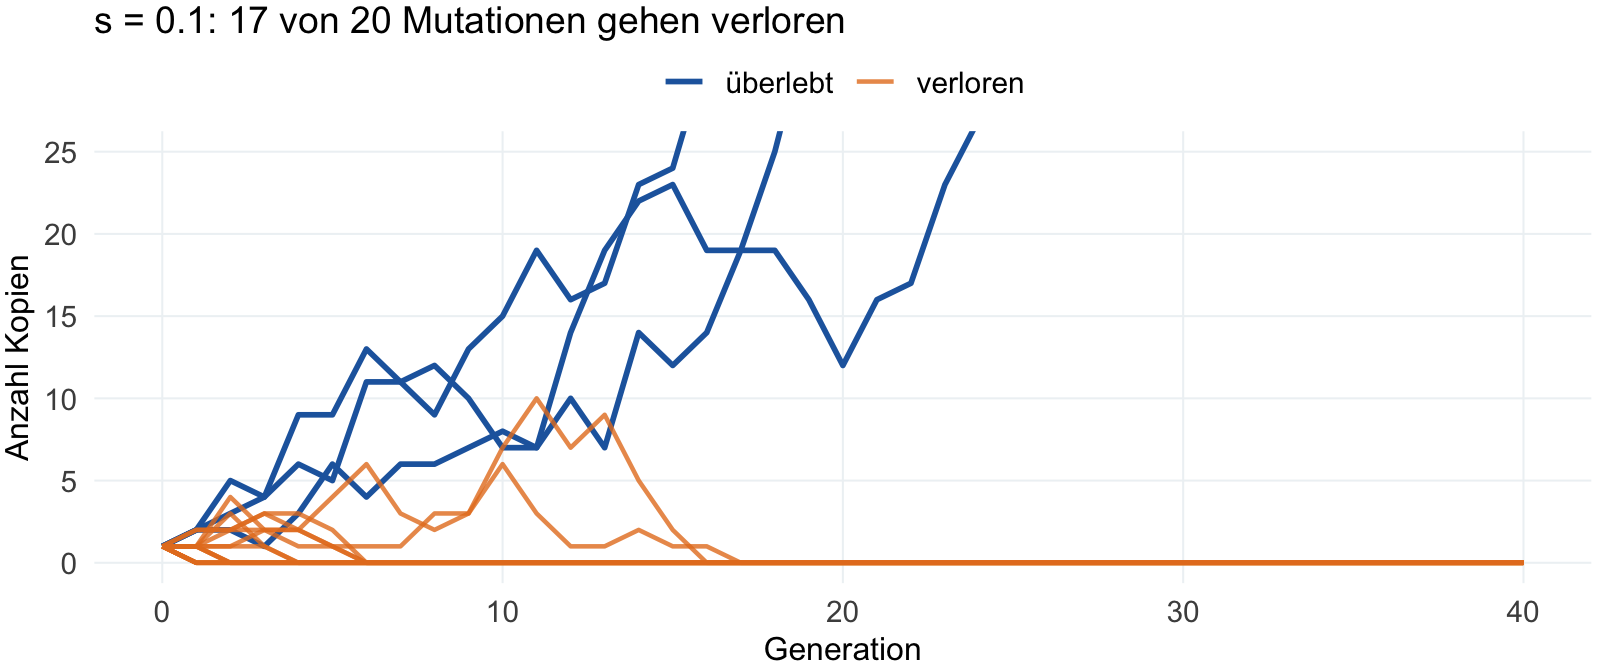 s = 0.1: 17 von 20 Mutationen gehen verloren
überlebt verloren
25
20
15
10
5
0
Anzahl Kopien
0 10 20 30 40
Generation